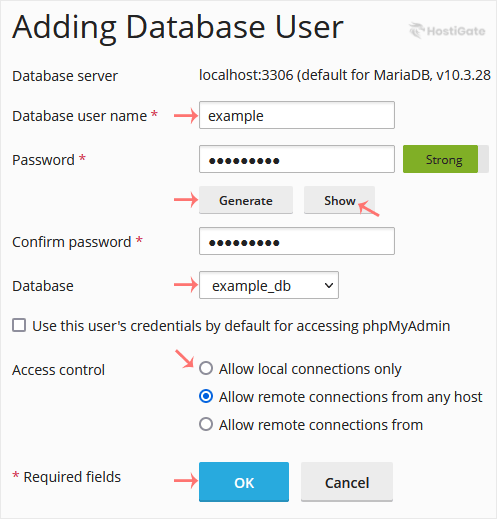 Adding Database User
HostiGate
Database server localhost:3306 (default for MariaDB, v10.3.28
Database user name * example
Password * ●●●●●●●●● Strong
Generate Show
Confirm password * ●●●●●●●●●
Database example_db
Use this user's credentials by default for accessing phpMyAdmin
Access control Allow local connections only
Allow remote connections from any host
Allow remote connections from
* Required fields OK Cancel